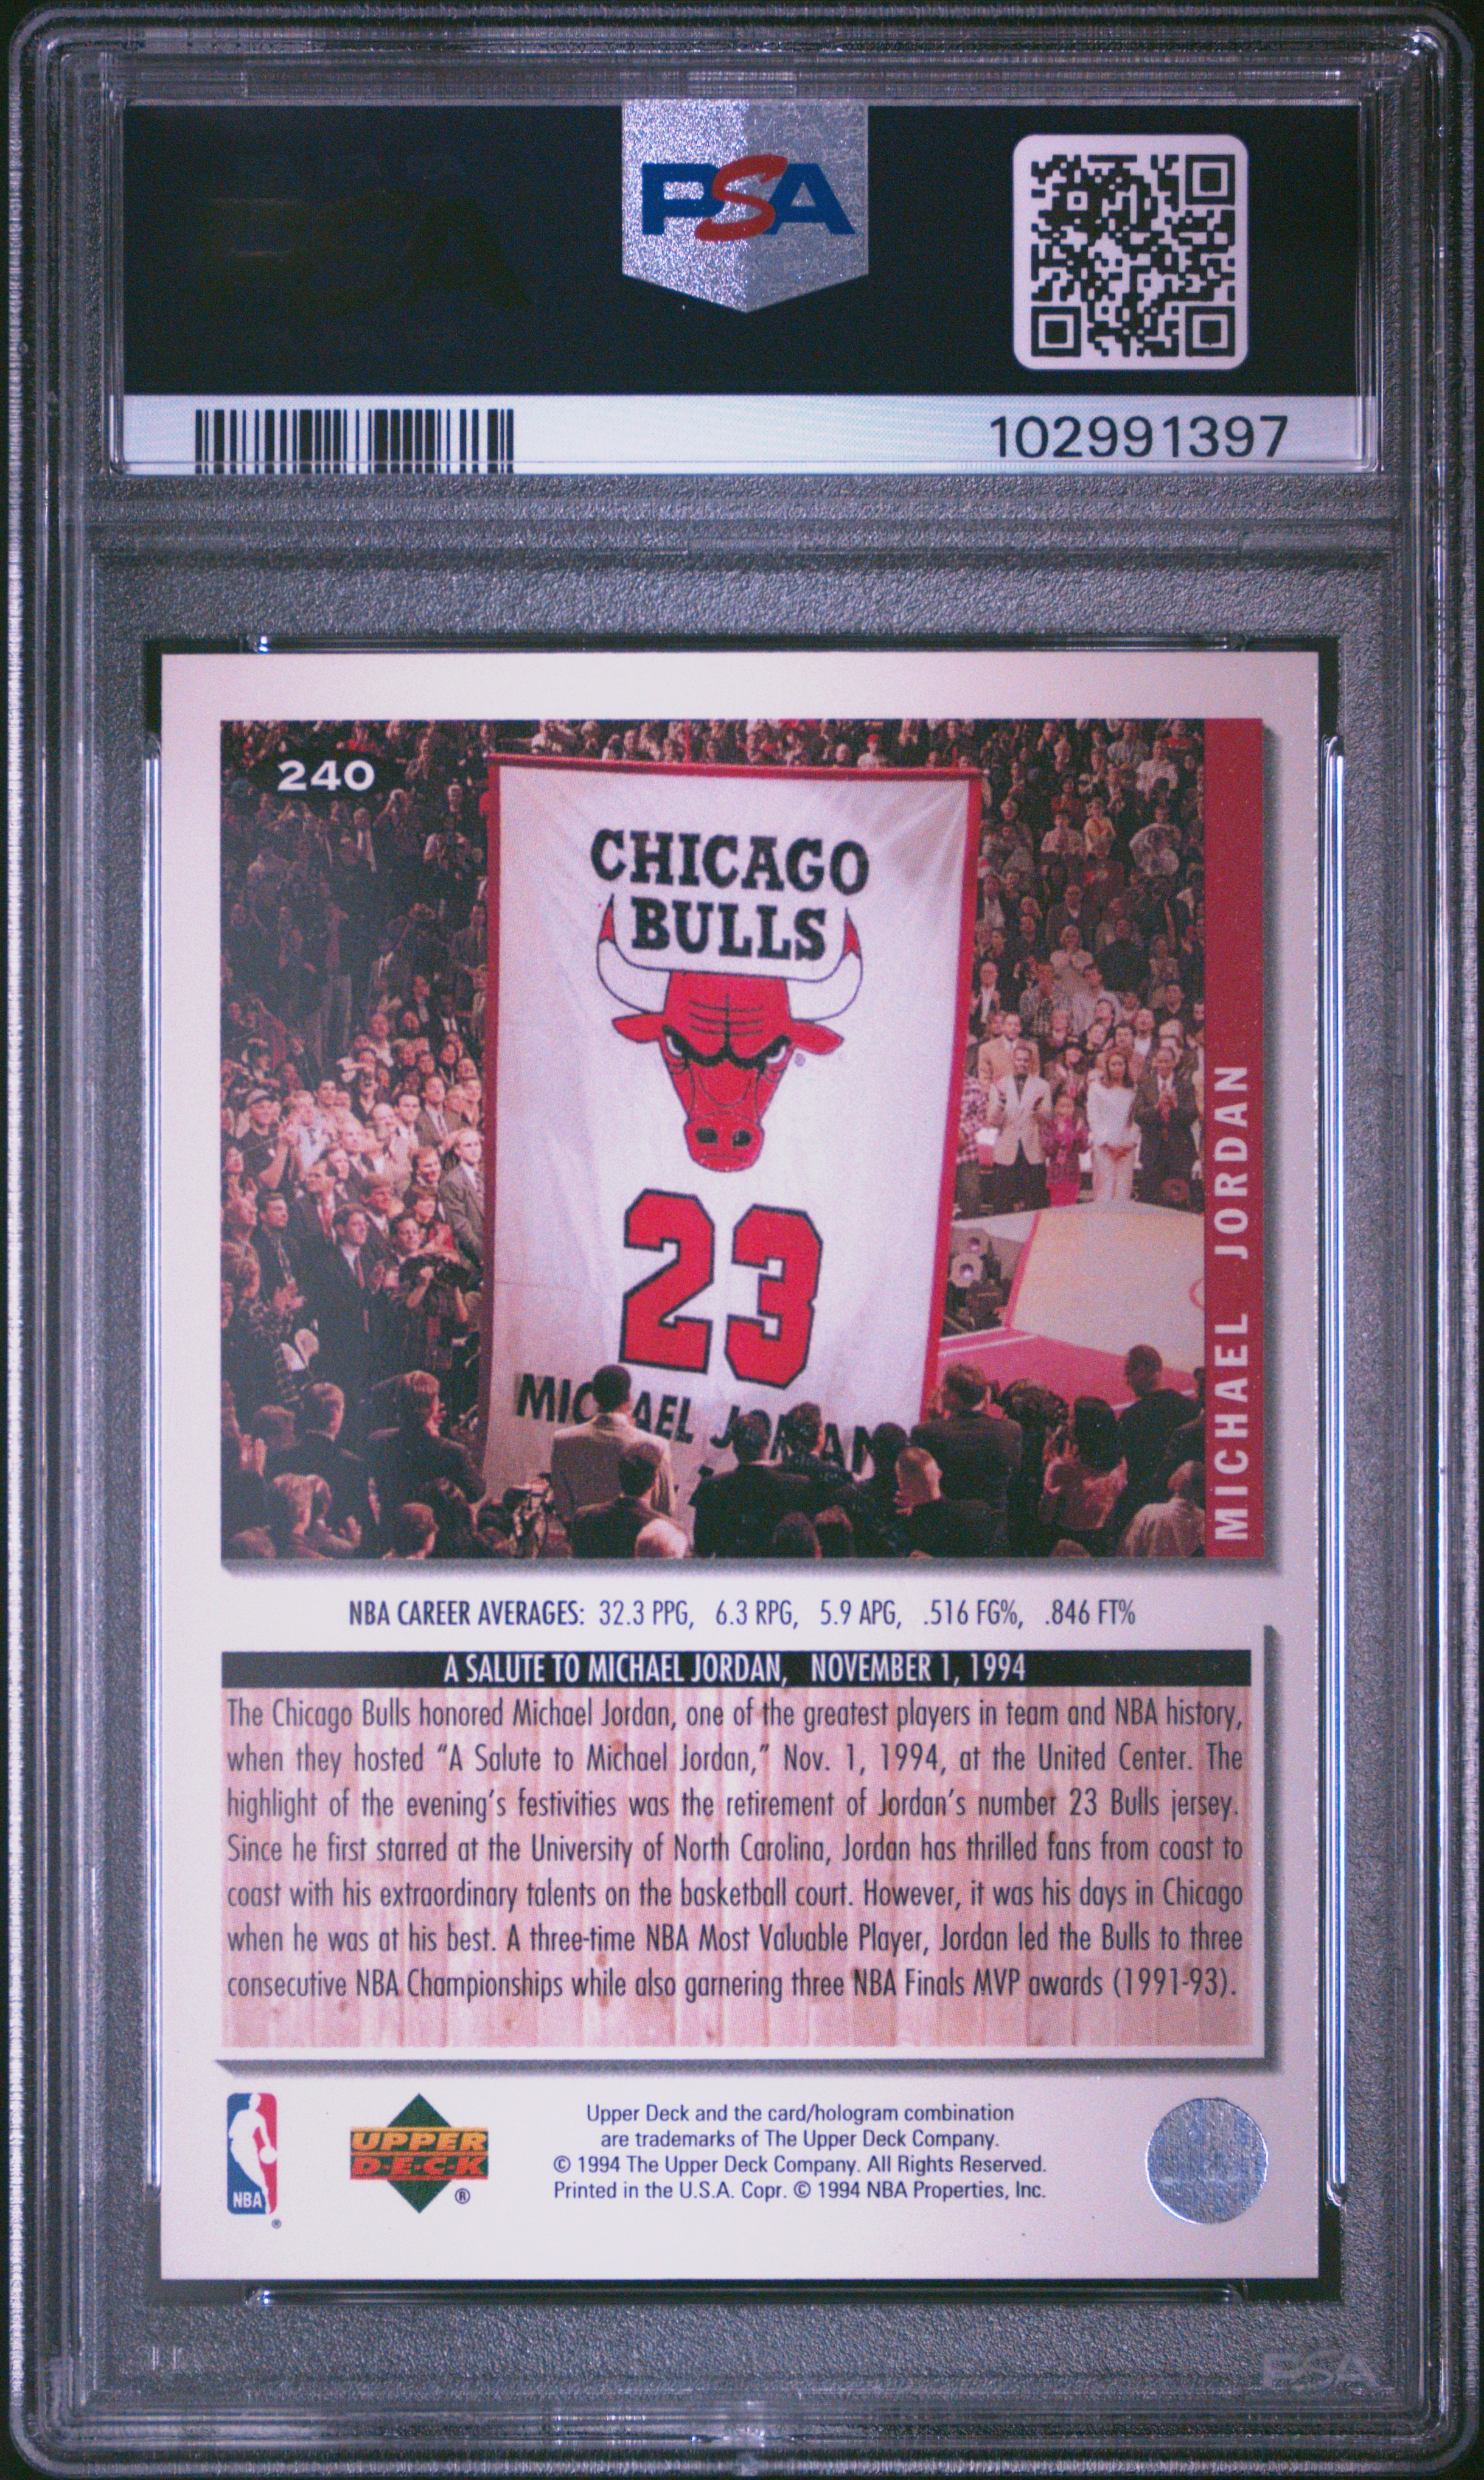 PSA
102991397
240
CHICAGO
BULLS
®
23
MICHAEL JORDAN
MICHAEL JORDAN
NBA CAREER AVERAGES: 32.3 PPG, 6.3 RPG, 5.9 APG, .516 FG%, .846 FT%
A SALUTE TO MICHAEL JORDAN, NOVEMBER 1, 1994
The Chicago Bulls honored Michael Jordan, one of the greatest players in team and NBA history,
when they hosted “A Salute to Michael Jordan,” Nov. 1, 1994, at the United Center. The
highlight of the evening’s festivities was the retirement of Jordan’s number 23 Bulls jersey.
Since he first starred at the University of North Carolina, Jordan has thrilled fans from coast to
coast with his extraordinary talents on the basketball court. However, it was his days in Chicago
when he was at his best. A three-time NBA Most Valuable Player, Jordan led the Bulls to three
consecutive NBA Championships while also garnering three NBA Finals MVP awards (1991-93).
NBA
®
UPPER
D·E·C·K
®
Upper Deck and the card/hologram combination
are trademarks of The Upper Deck Company.
© 1994 The Upper Deck Company. All Rights Reserved.
Printed in the U.S.A. Copr. © 1994 NBA Properties, Inc.
PSA